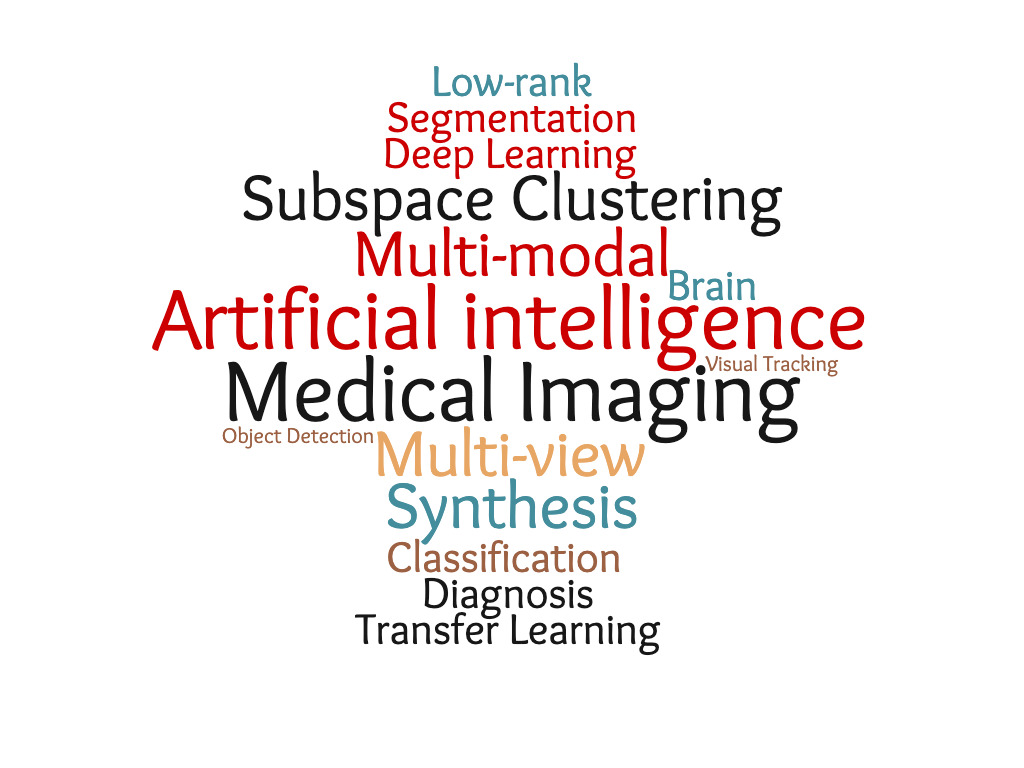 Low-rank
Segmentation
Deep Learning
Subspace Clustering
Multi-modal
Brain
Artificial intelligence
Visual Tracking
Medical Imaging
Object Detection
Multi-view
Synthesis
Classification
Diagnosis
Transfer Learning